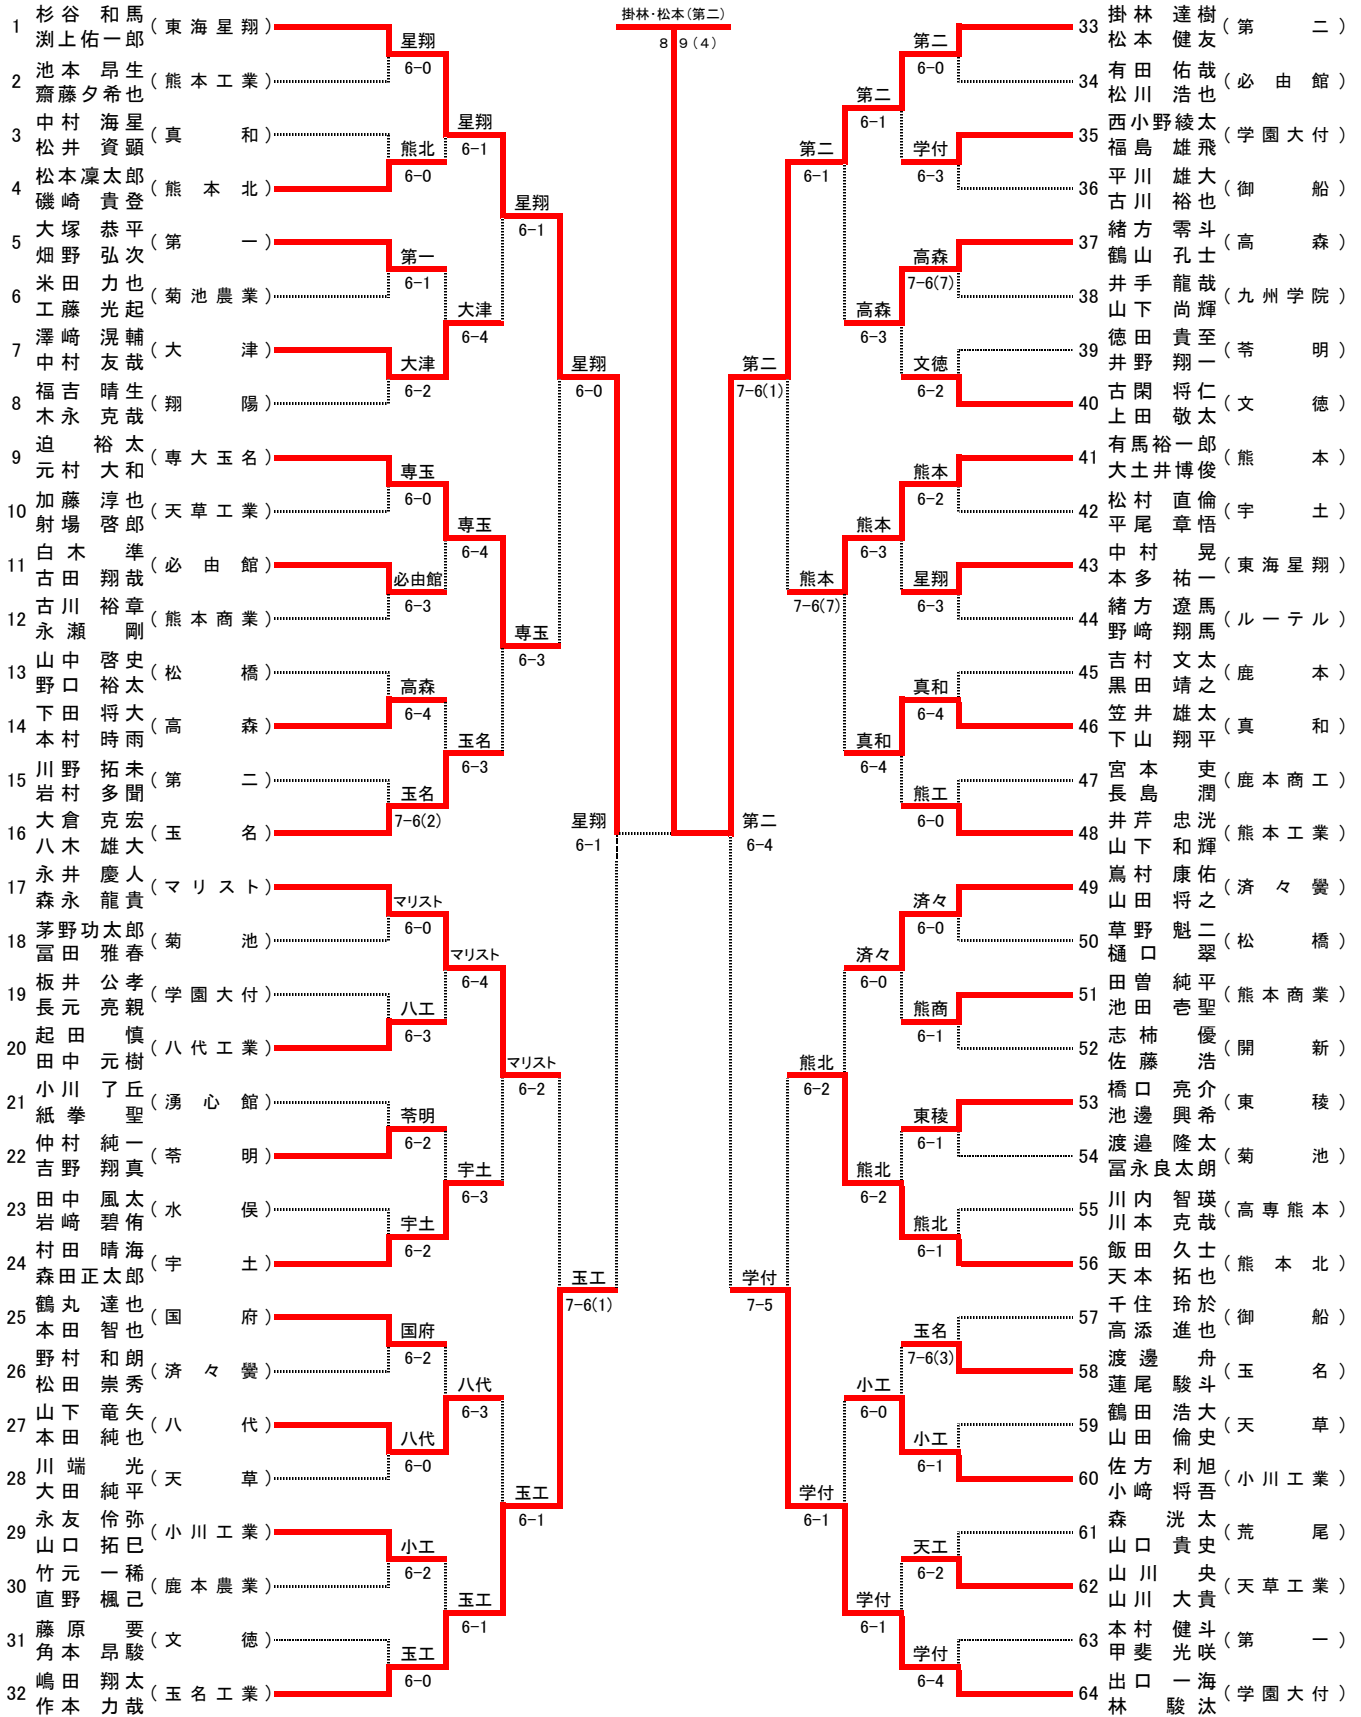 掛林・松本(第二)
8 9(4)
1 杉谷 和馬 渕上佑一郎 (東海星翔)
2 池本 昂生 齋藤夕希也 (熊本工業)
3 中村 海星 松井 資顕 (真和)
4 松本凜太郎 磯崎 貴登 (熊本北)
5 大塚 恭平 畑野 弘次 (第一)
6 米田 力也 工藤 光起 (菊池農業)
7 澤﨑 滉輔 中村 友哉 (大津)
8 福吉 晴生 木永 克哉 (翔陽)
9 迫 裕太 元村 大和 (専大玉名)
10 加藤 淳也 射場 啓郎 (天草工業)
11 白木 準 古田 翔哉 (必由館)
12 古川 裕章 永瀬 剛 (熊本商業)
13 山中 啓史 野口 裕太 (松橋)
14 下田 将大 本村 時雨 (高森)
15 川野 拓未 岩村 多聞 (第二)
16 大倉 克宏 八木 雄大 (玉名)
17 永井 慶人 森永 龍貴 (マリスト)
18 茅野功太郎 冨田 雅春 (菊池)
19 板井 公孝 長元 亮親 (学園大付)
20 起田 慎 田中 元樹 (八代工業)
21 小川 了丘 紙拳 聖 (湧心館)
22 仲村 純一 吉野 翔真 (苓明)
23 田中 風太 岩﨑 碧侑 (水俣)
24 村田 晴海 森田正太郎 (宇土)
25 鶴丸 達也 本田 智也 (国府)
26 野村 和朗 松田 崇秀 (済々黌)
27 山下 竜矢 本田 純也 (八代)
28 川端 光 大田 純平 (天草)
29 永友 伶弥 山口 拓巳 (小川工業)
30 竹元 一稀 直野 楓己 (鹿本農業)
31 藤原 要 角本 昂駿 (文徳)
32 嶋田 翔太 作本 力哉 (玉名工業)
星翔 6-0
熊北 6-0
第一 6-1
大津 6-2
専玉 6-0
必由館 6-3
高森 6-4
玉名 7-6(2)
マリスト 6-0
八工 6-3
苓明 6-2
宇土 6-2
国府 6-2
八代 6-0
小工 6-2
玉工 6-0
星翔 6-1
大津 6-4
専玉 6-4
玉名 6-3
マリスト 6-4
宇土 6-3
八代 6-3
玉工 6-1
星翔 6-1
専玉 6-3
マリスト 6-2
玉工 6-1
星翔 6-0
玉工 7-6(1)
星翔 6-1
第二 6-4
第二 7-6(1)
学付 7-5
第二 6-1
熊本 7-6(7)
熊北 6-2
学付 6-1
第二 6-1
高森 6-3
熊本 6-3
真和 6-4
済々 6-0
熊北 6-2
小工 6-0
学付 6-1
第二 6-0
学付 6-3
高森 7-6(7)
文徳 6-2
熊本 6-2
星翔 6-3
真和 6-4
熊工 6-0
済々 6-0
熊商 6-1
東稜 6-1
熊北 6-1
玉名 7-6(3)
小工 6-1
天工 6-2
学付 6-4
33 掛林 達樹 松本 健友 (第二)
34 有田 佑哉 松川 浩也 (必由館)
35 西小野綾太 福島 雄飛 (学園大付)
36 平川 雄大 古川 裕也 (御船)
37 緒方 零斗 鶴山 孔士 (高森)
38 井手 龍哉 山下 尚輝 (九州学院)
39 徳田 貴至 井野 翔一 (苓明)
40 古閑 将仁 上田 敬太 (文徳)
41 有馬裕一郎 大土井博俊 (熊本)
42 松村 直倫 平尾 章悟 (宇土)
43 中村 晃 本多 祐一 (東海星翔)
44 緒方 遼馬 野﨑 翔馬 (ルーテル)
45 吉村 文太 黒田 靖之 (鹿本)
46 笠井 雄太 下山 翔平 (真和)
47 宮本 吏 長島 潤 (鹿本商工)
48 井芹 忠洸 山下 和輝 (熊本工業)
49 嶌村 康佑 山田 将之 (済々黌)
50 草野 魁二 樋口 翠 (松橋)
51 田曽 純平 池田 壱聖 (熊本商業)
52 志柿 優 佐藤 浩 (開新)
53 橋口 亮介 池邊 興希 (東稜)
54 渡邉 隆太 冨永良太朗 (菊池)
55 川内 智瑛 川本 克哉 (高専熊本)
56 飯田 久士 天本 拓也 (熊本北)
57 千住 玲於 高添 進也 (御船)
58 渡邊 舟 蓮尾 駿斗 (玉名)
59 鶴田 浩大 山田 倫史 (天草)
60 佐方 利旭 小﨑 将吾 (小川工業)
61 森 洸太 山口 貴史 (荒尾)
62 山川 央 山川 大貴 (天草工業)
63 本村 健斗 甲斐 光咲 (第一)
64 出口 一海 林 駿汰 (学園大付)